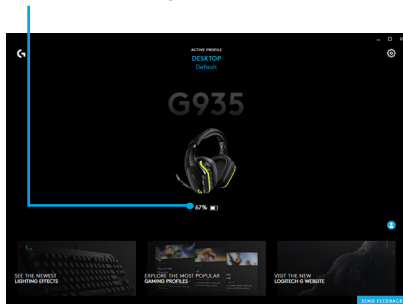 ACTIVE PROFILE
DESKTOP
Default
G935
67%
SEE THE NEWEST
LIGHTING EFFECTS
EXPLORE THE MOST POPULAR
GAMING PROFILES
VISIT THE NEW
LOGITECH G WEBSITE
SEND FEEDBACK